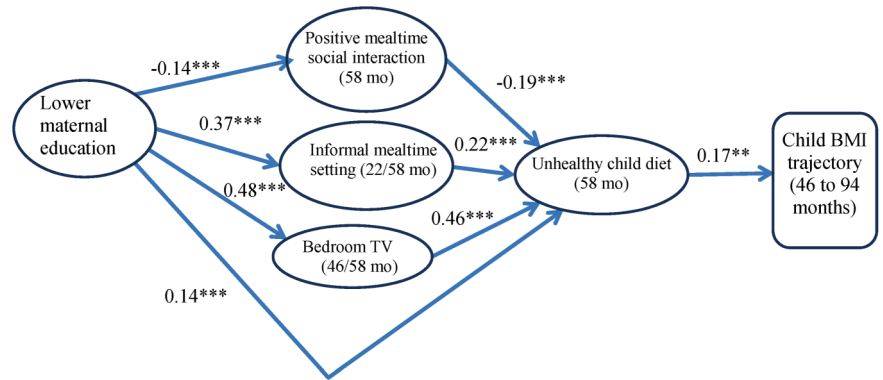 Positive mealtime
social interaction
(58 mo)
-0.14***
-0.19***
Lower
maternal
education
0.37***
Informal mealtime
setting (22/58 mo)
0.22***
Unhealthy child diet
(58 mo)
0.17**
Child BMI
trajectory
(46 to 94
months)
0.48***
0.46***
Bedroom TV
(46/58 mo)
0.14***